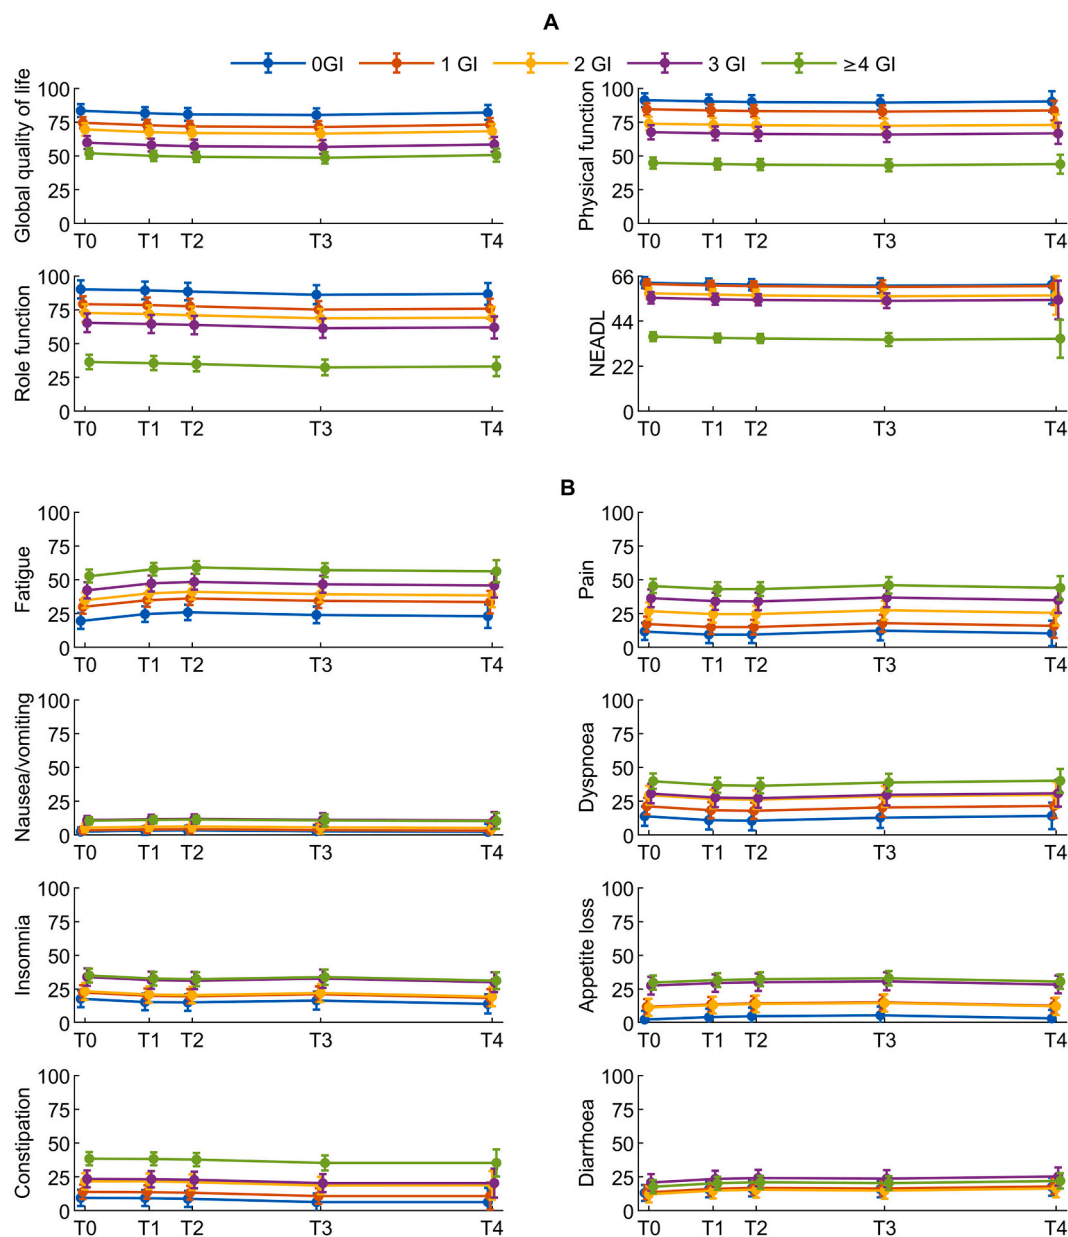 A
0GI 1 GI 2 GI 3 GI ≥4 GI
Global quality of life
100
75
50
25
0
T0 T1 T2 T3 T4
Physical function
100
75
50
25
0
T0 T1 T2 T3 T4
Role function
100
75
50
25
0
T0 T1 T2 T3 T4
NEADL
66
44
22
0
T0 T1 T2 T3 T4
B
Fatigue
100
75
50
25
0
T0 T1 T2 T3 T4
Pain
100
75
50
25
0
T0 T1 T2 T3 T4
Nausea/vomiting
100
75
50
25
0
T0 T1 T2 T3 T4
Dyspnoea
100
75
50
25
0
T0 T1 T2 T3 T4
Insomnia
100
75
50
25
0
T0 T1 T2 T3 T4
Appetite loss
100
75
50
25
0
T0 T1 T2 T3 T4
Constipation
100
75
50
25
0
T0 T1 T2 T3 T4
Diarrhoea
100
75
50
25
0
T0 T1 T2 T3 T4